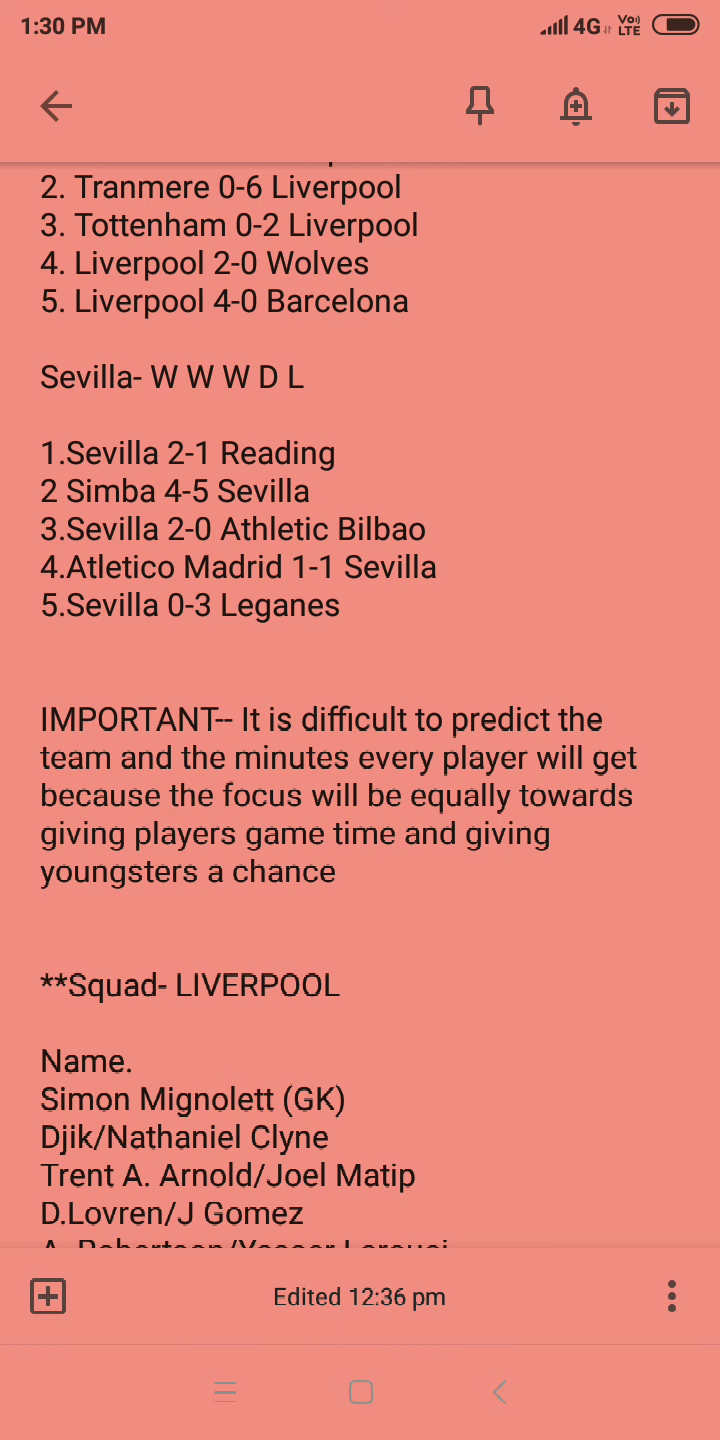 1:30 PM
4G Vo) LTE
2. Tranmere 0-6 Liverpool
3. Tottenham 0-2 Liverpool
4. Liverpool 2-0 Wolves
5. Liverpool 4-0 Barcelona
Sevilla- W W W D L
1.Sevilla 2-1 Reading
2 Simba 4-5 Sevilla
3.Sevilla 2-0 Athletic Bilbao
4.Atletico Madrid 1-1 Sevilla
5.Sevilla 0-3 Leganes
IMPORTANT-- It is difficult to predict the
team and the minutes every player will get
because the focus will be equally towards
giving players game time and giving
youngsters a chance
**Squad- LIVERPOOL
Name.
Simon Mignolett (GK)
Djik/Nathaniel Clyne
Trent A. Arnold/Joel Matip
D.Lovren/J Gomez
Edited 12:36 pm